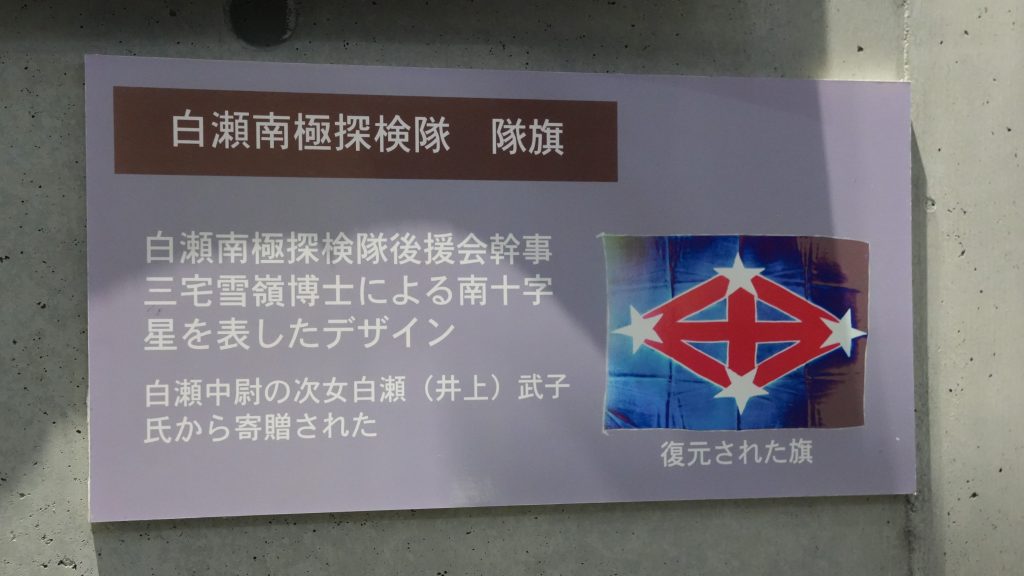 白瀬南極探検隊　隊旗
白瀬南極探検隊後援会幹事
三宅雪嶺博士による南十字
星を表したデザイン
白瀬中尉の次女白瀬（井上）武子
氏から寄贈された
復元された旗